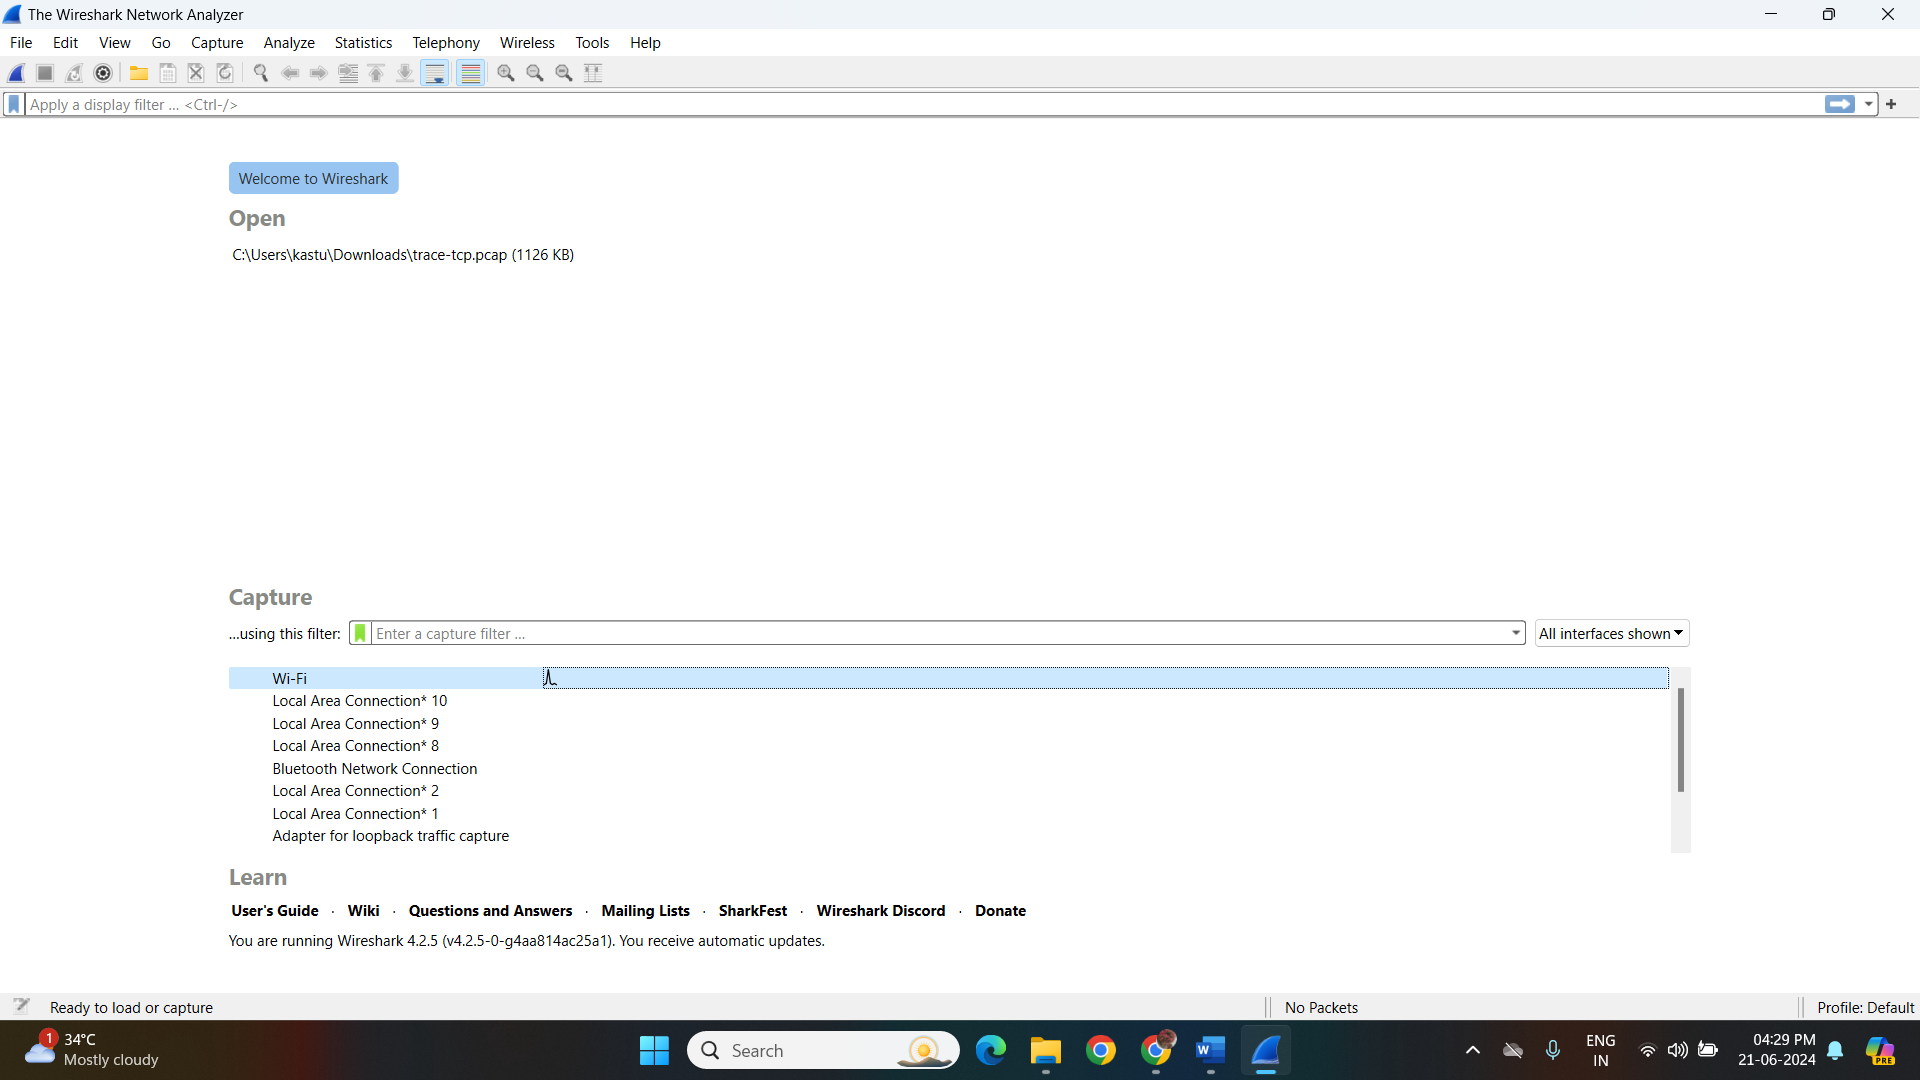 The Wireshark Network Analyzer
File Edit View Go Capture Analyze Statistics Telephony Wireless Tools Help
Apply a display filter ... <Ctrl-/>
Welcome to Wireshark
Open
C:\Users\kastu\Downloads\trace-tcp.pcap (1126 KB)
Capture
...using this filter: Enter a capture filter ... All interfaces shown
Wi-Fi
Local Area Connection* 10
Local Area Connection* 9
Local Area Connection* 8
Bluetooth Network Connection
Local Area Connection* 2
Local Area Connection* 1
Adapter for loopback traffic capture
Learn
User's Guide · Wiki · Questions and Answers · Mailing Lists · SharkFest · Wireshark Discord · Donate
You are running Wireshark 4.2.5 (v4.2.5-0-g4aa814ac25a1). You receive automatic updates.
Ready to load or capture No Packets Profile: Default
1 34°C
Mostly cloudy
Search
W
ENG
IN
04:29 PM
21-06-2024
PRE